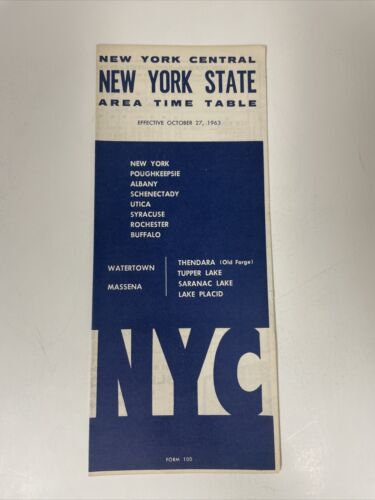 NEW YORK CENTRAL
NEW YORK STATE
AREA TIME TABLE
EFFECTIVE OCTOBER 27, 1963
NEW YORK
POUGHKEEPSIE
ALBANY
SCHENECTADY
UTICA
SYRACUSE
ROCHESTER
BUFFALO
WATERTOWN
MASSENA
THENDARA (Old Forge)
TUPPER LAKE
SARANAC LAKE
LAKE PLACID
NYC
FORM 100